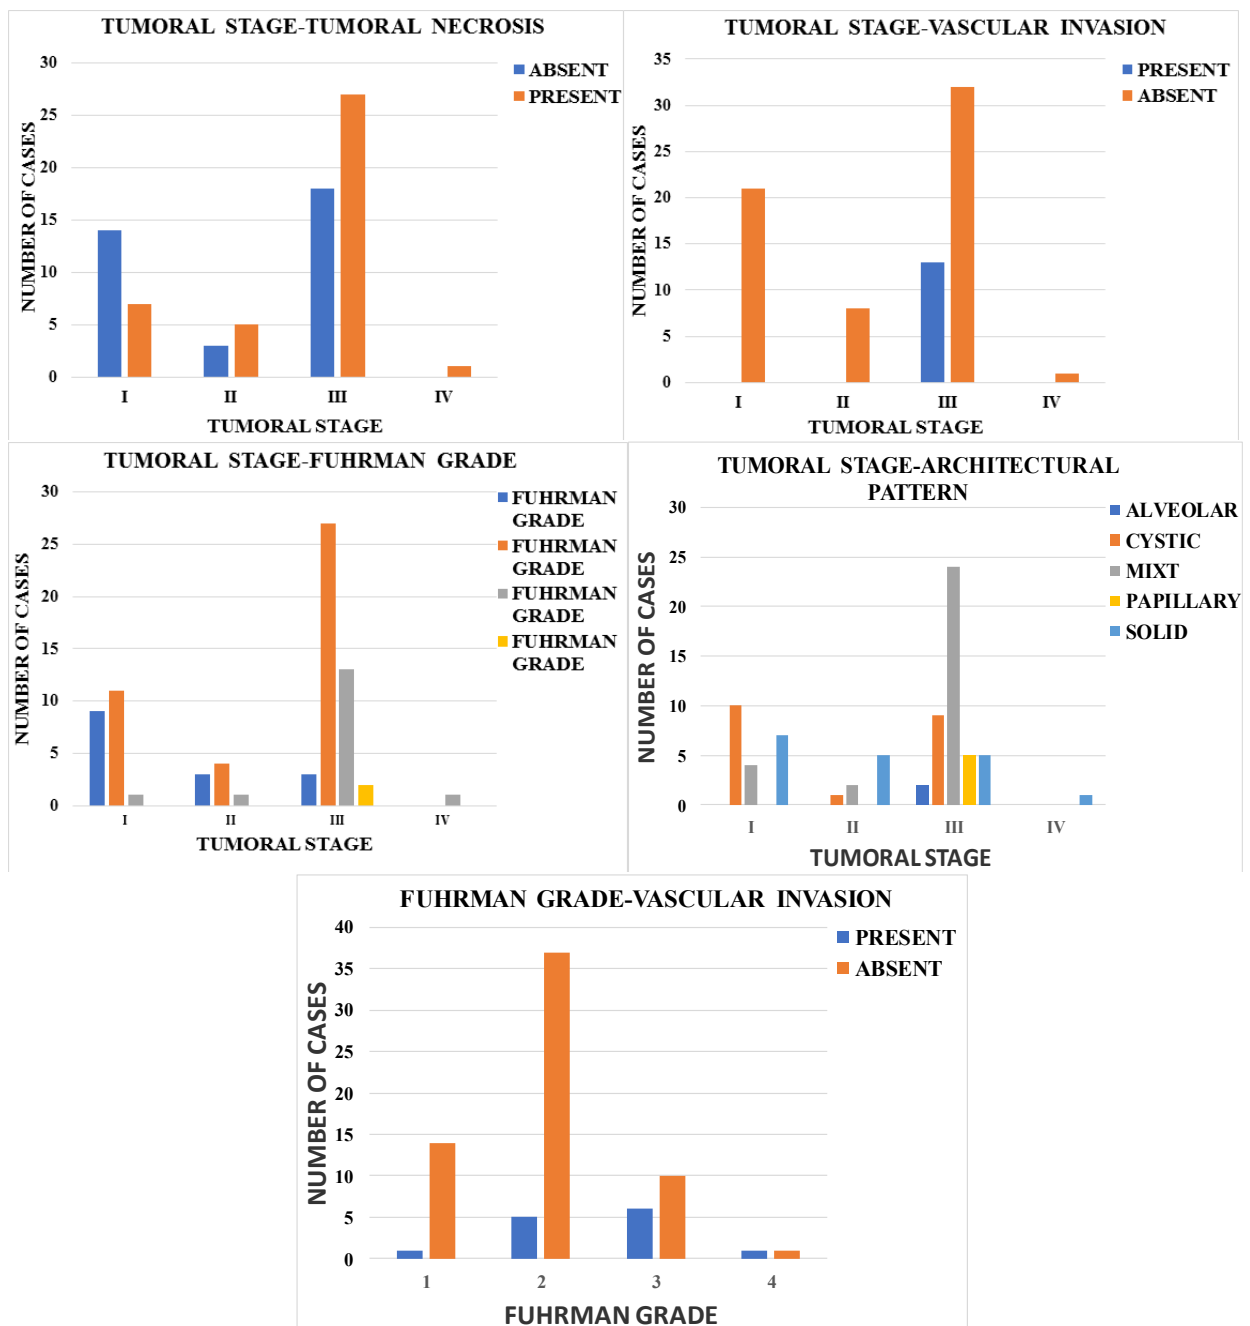 TUMORAL STAGE-TUMORAL NECROSIS
30
25
20
15
10
5
0
NUMBER OF CASES
I II III IV
TUMORAL STAGE
ABSENT
PRESENT
TUMORAL STAGE-VASCULAR INVASION
35
30
25
20
15
10
5
0
NUMBER OF CASES
I II III IV
TUMORAL STAGE
PRESENT
ABSENT
TUMORAL STAGE-FUHRMAN GRADE
30
25
20
15
10
5
0
NUMBER OF CASES
I II III IV
TUMORAL STAGE
FUHRMAN
GRADE
FUHRMAN
GRADE
FUHRMAN
GRADE
FUHRMAN
GRADE
TUMORAL STAGE-ARCHITECTURAL
PATTERN
30
25
20
15
10
5
0
NUMBER OF CASES
I II III IV
TUMORAL STAGE
ALVEOLAR
CYSTIC
MIXT
PAPILLARY
SOLID
FUHRMAN GRADE-VASCULAR INVASION
40
35
30
25
20
15
10
5
0
NUMBER OF CASES
1 2 3 4
FUHRMAN GRADE
PRESENT
ABSENT